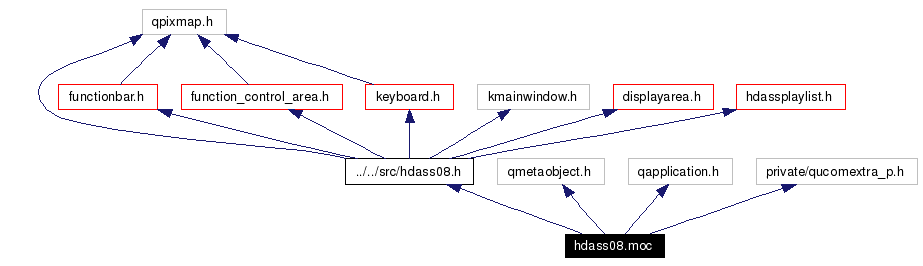 qpixmap.h
functionbar.h
function_control_area.h
keyboard.h
kmainwindow.h
displayarea.h
hdassplaylist.h
../../src/hdass08.h
qmetaobject.h
qapplication.h
private/qucomextra_p.h
hdass08.moc